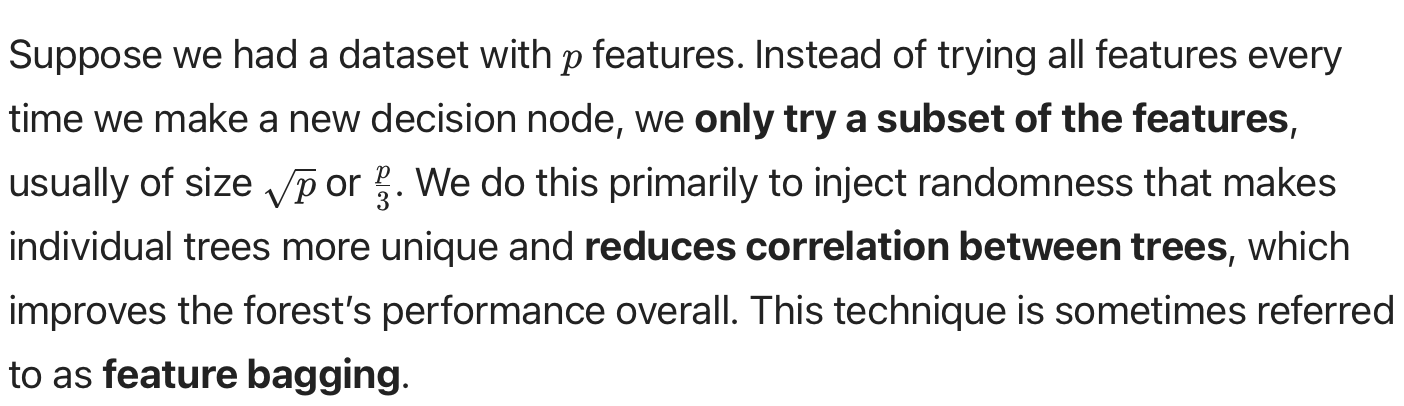 Suppose we had a dataset with p features. Instead of trying all features every
time we make a new decision node, we only try a subset of the features,
usually of size √p or p/3. We do this primarily to inject randomness that makes
individual trees more unique and reduces correlation between trees, which
improves the forest’s performance overall. This technique is sometimes referred
to as feature bagging.